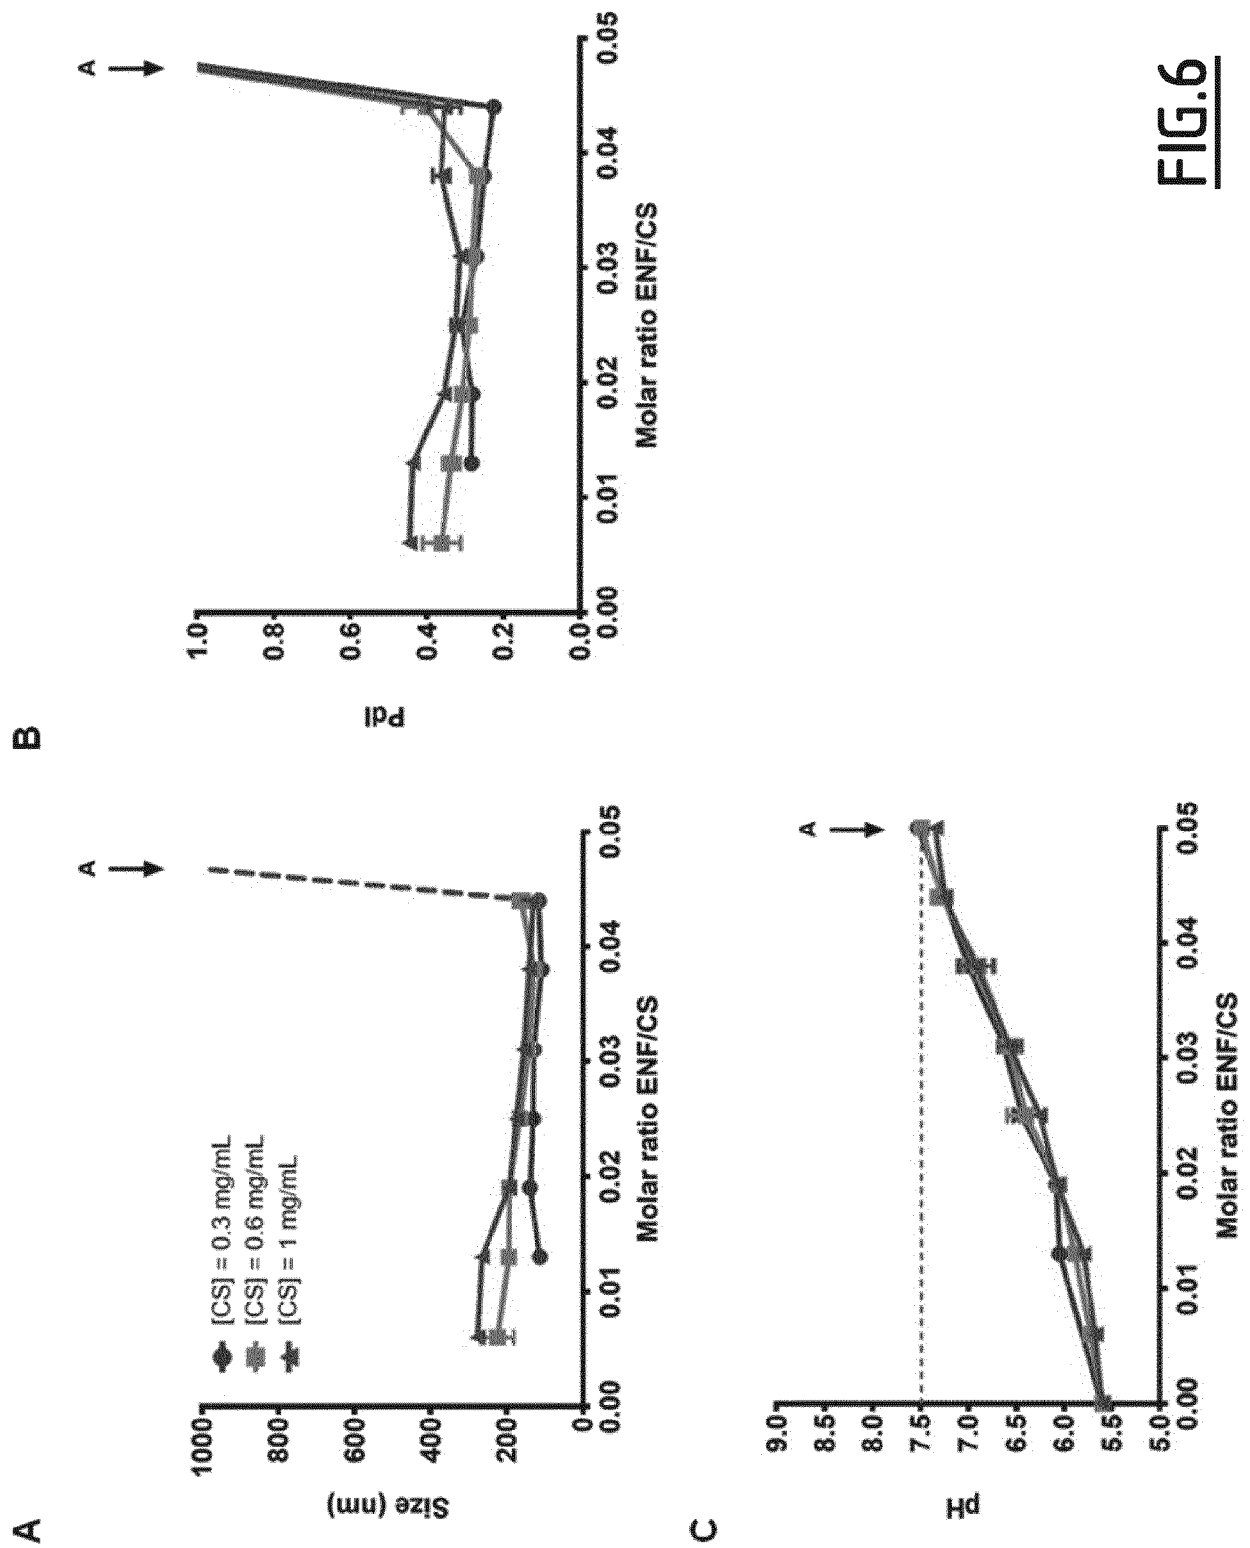 A
Size (nm)
1000
800
600
400
200
0
[CS] = 0.3 mg/mL
[CS] = 0.6 mg/mL
[CS] = 1 mg/mL
A
0.00 0.01 0.02 0.03 0.04 0.05
Molar ratio ENF/CS
B
PdI
1.0
0.8
0.6
0.4
0.2
0.0
A
0.00 0.01 0.02 0.03 0.04 0.05
Molar ratio ENF/CS
C
pH
9.0
8.5
8.0
7.5
7.0
6.5
6.0
5.5
5.0
A
0.00 0.01 0.02 0.03 0.04 0.05
Molar ratio ENF/CS
FIG.6